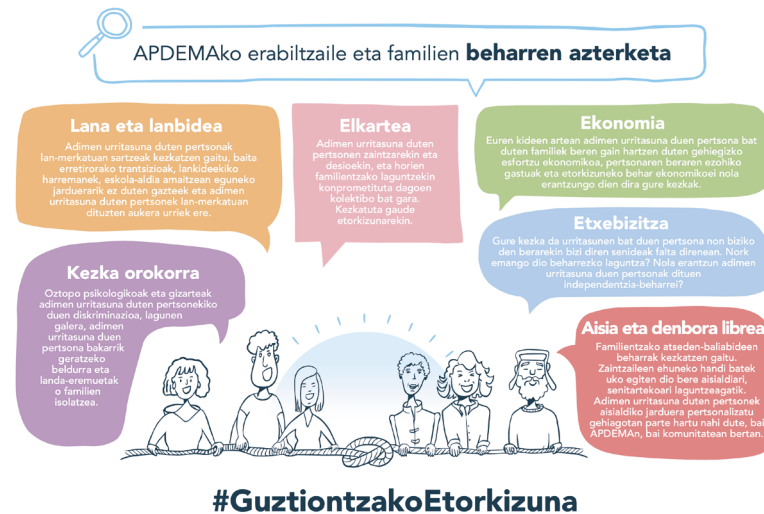 APDEMAko erabiltzaile eta familien beharren azterketa
Lana eta lanbidea
Adimen urritasuna duten pertsonak
lan-merkatuan sartzeak kezkatzen gaitu, baita
erretirorako trantsizioak, lankideekiko
harremanek, eskola-aldia amaitzean eguneko
jarduerarik ez duten gazteek eta adimen
urritasuna duten pertsonek lan-merkatuan
dituzten aukera urriek ere.
Elkartea
Adimen urritasuna duten
pertsonen zaintzarekin eta
desioekin, eta horien
familientzako laguntzekin
konprometituta dagoen
kolektibo bat gara.
Kezkatuta gaude
etorkizunarekin.
Ekonomia
Euren kideen artean adimen urritasuna duen pertsona bat
duten familiek beren gain hartzen duten gehiegizko
esfortzu ekonomikoa, pertsonaren beraren ezohiko
gastuak eta etorkizuneko behar ekonomikoei nola
erantzungo dien dira gure kezkak.
Etxebizitza
Gure kezka da urritasunen bat duen pertsona non biziko
den berarekin bizi diren senideak falta direnean. Nork
emango dio beharrezko laguntza? Nola erantzun adimen
urritasuna duen pertsonak dituen
independentzia-beharrei?
Kezka orokorra
Oztopo psikologikoak eta gizarteak
adimen urritasuna duten pertsonekiko
duen diskriminazioa, lagunen
galera, adimen
urritasuna duen
pertsona bakarrik
geratzeko
beldurra eta
landa-eremuetak
o familien
isolatzea.
Aisia eta denbora librea
Familientzako atseden-baliabideen
beharrak kezkatzen gaitu.
Zaintzaileen ehuneko handi batek
uko egiten dio bere aisialdiari,
senitartekoari laguntzeagatik.
Adimen urritasuna duten pertsonek
aisialdiko jarduera pertsonalizatu
gehiagotan parte hartu nahi dute, bai
APDEMAn, bai komunitatean bertan.
#GuztiontzakoEtorkizuna